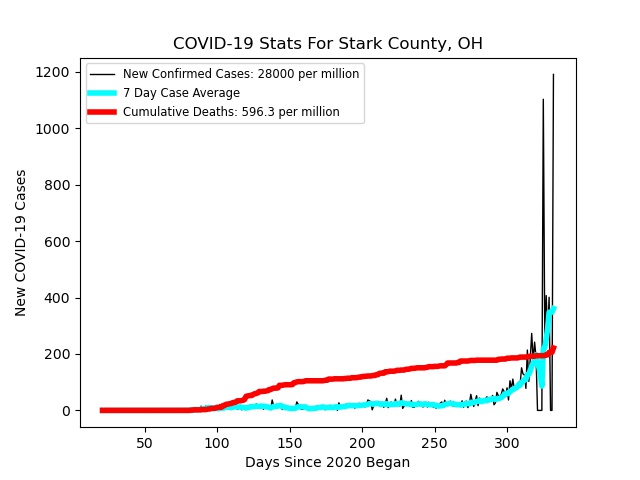 COVID-19 Stats For Stark County, OH
New Confirmed Cases: 28000 per million
7 Day Case Average
Cumulative Deaths: 596.3 per million
New COVID-19 Cases
1200
1000
800
600
400
200
0
50 100 150 200 250 300
Days Since 2020 Began